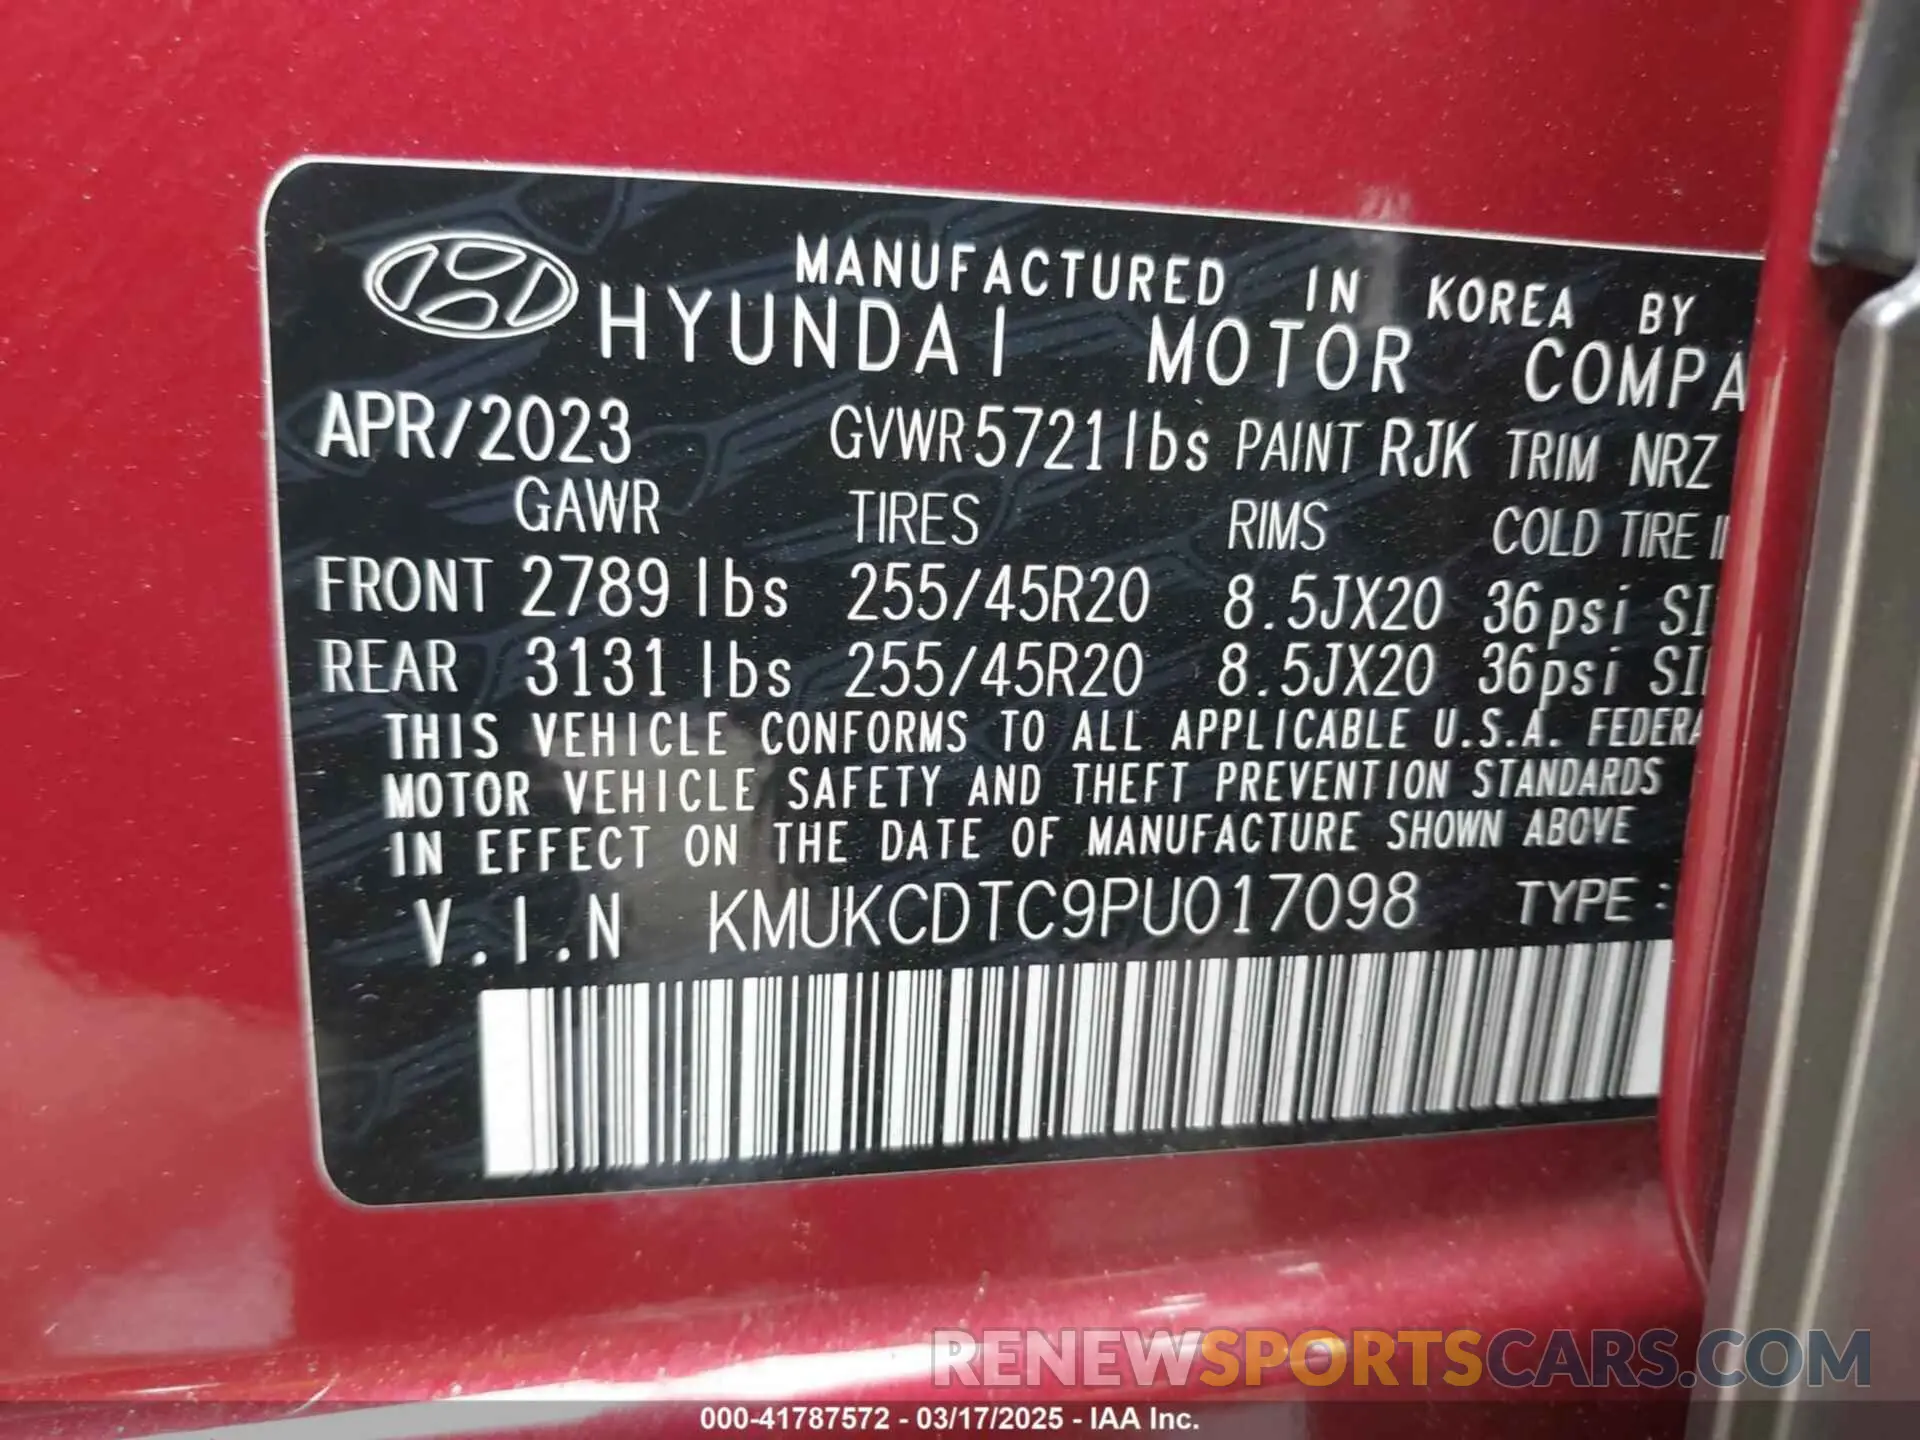 MANUFACTURED IN KOREA BY
HYUNDAI MOTOR COMPA
APR/2023 GVWR 5721lbs PAINT RJK TRIM NRZ
GAWR TIRES RIMS COLD TIRE
FRONT 2789 lbs 255/45R20 8.5JX20 36psi
REAR 3131 lbs 255/45R20 8.5JX20 36psi
THIS VEHICLE CONFORMS TO ALL APPLICABLE U.S.A. FEDERA
MOTOR VEHICLE SAFETY AND THEFT PREVENTION STANDARDS
IN EFFECT ON THE DATE OF MANUFACTURE SHOWN ABOVE
V.I.N KMUKCDTC9PU017098 TYPE :
RENEWSPORTSCARS.COM
000-41787572 - 03/17/2025 - IAA Inc.